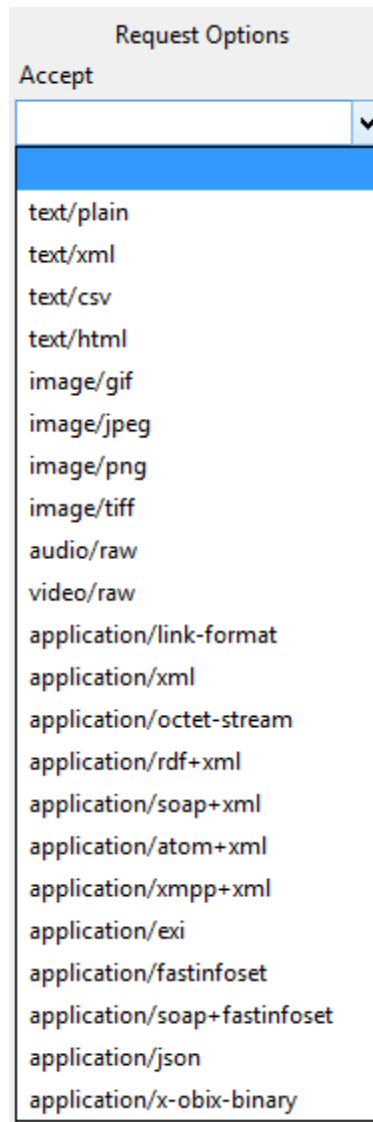 Request Options
Accept
text/plain
text/xml
text/csv
text/html
image/gif
image/jpeg
image/png
image/tiff
audio/raw
video/raw
application/link-format
application/xml
application/octet-stream
application/rdf+xml
application/soap+xml
application/atom+xml
application/xmpp+xml
application/exi
application/fastinfoset
application/soap+fastinfoset
application/json
application/x-obix-binary